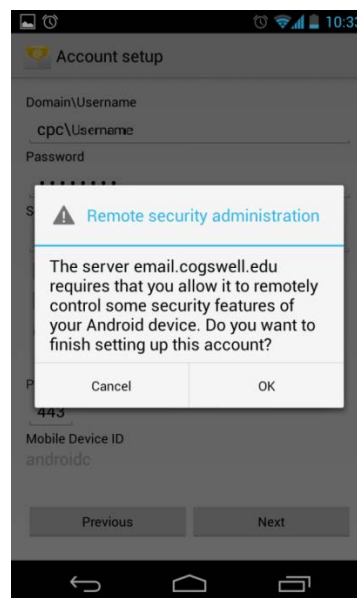 10:33
Account setup
Domain\Username
cpc\Username
Password
Remote security administration
The server email.cogswell.edu
requires that you allow it to remotely
control some security features of
your Android device. Do you want to
finish setting up this account?
Cancel
OK
443
Mobile Device ID
androidc
Previous
Next